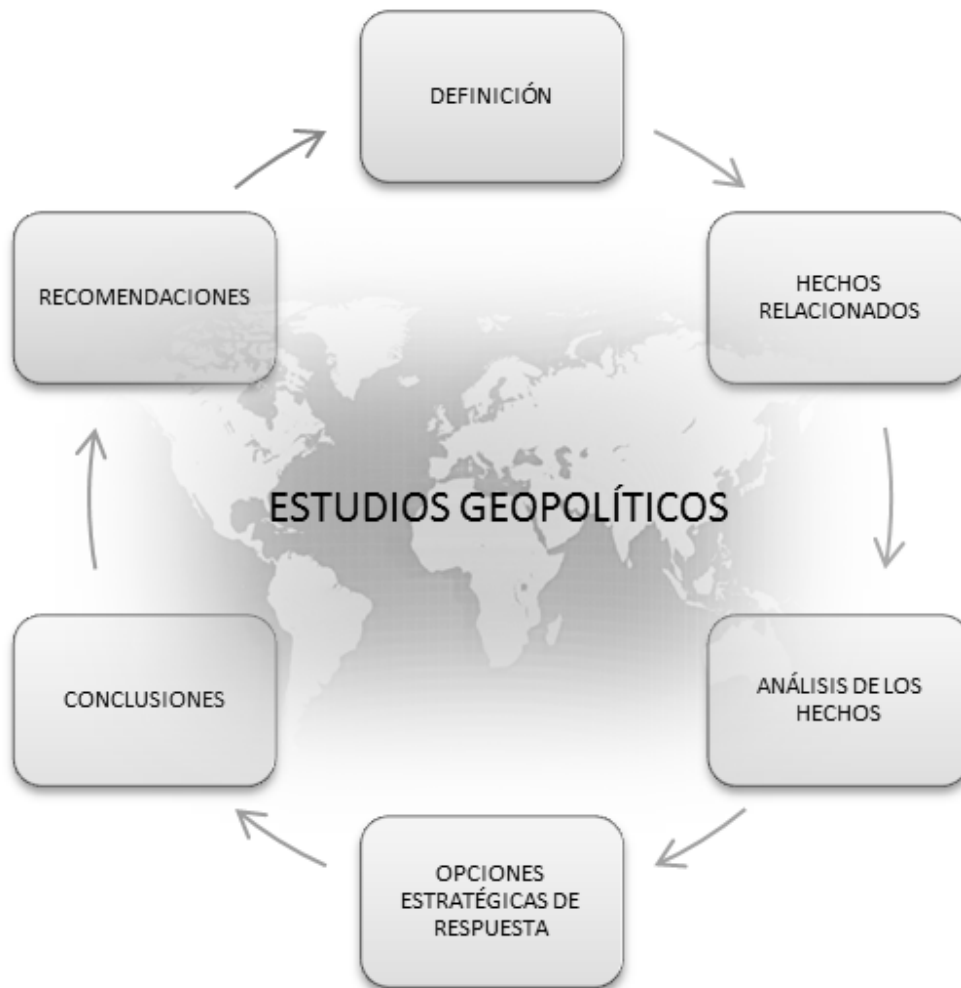 DEFINICIÓN
HECHOS
RELACIONADOS
ANÁLISIS DE LOS
HECHOS
OPCIONES
ESTRATÉGICAS DE
RESPUESTA
CONCLUSIONES
RECOMENDACIONES
ESTUDIOS GEOPOLÍTICOS